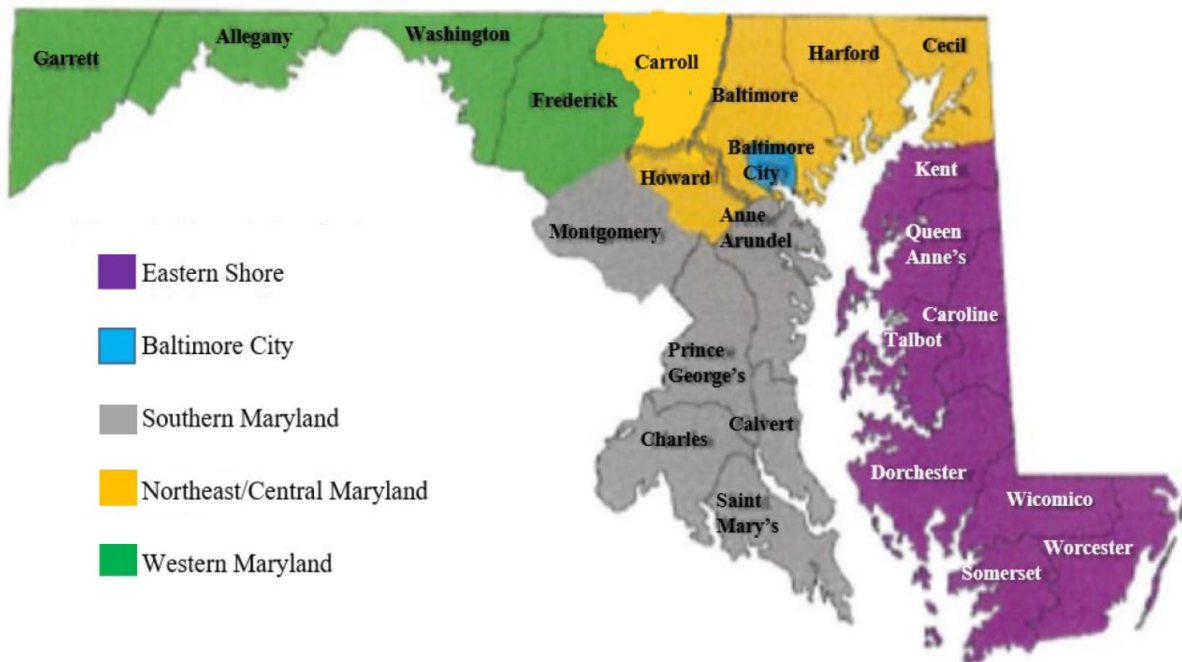 Garrett
Allegany
Washington
Frederick
Carroll
Baltimore
Harford
Cecil
Baltimore
City
Howard
Montgomery
Anne
Arundel
Kent
Queen
Anne's
Caroline
Talbot
Prince
George's
Charles
Calvert
Saint
Mary's
Dorchester
Wicomico
Worcester
Somerset
Eastern Shore
Baltimore City
Southern Maryland
Northeast/Central Maryland
Western Maryland